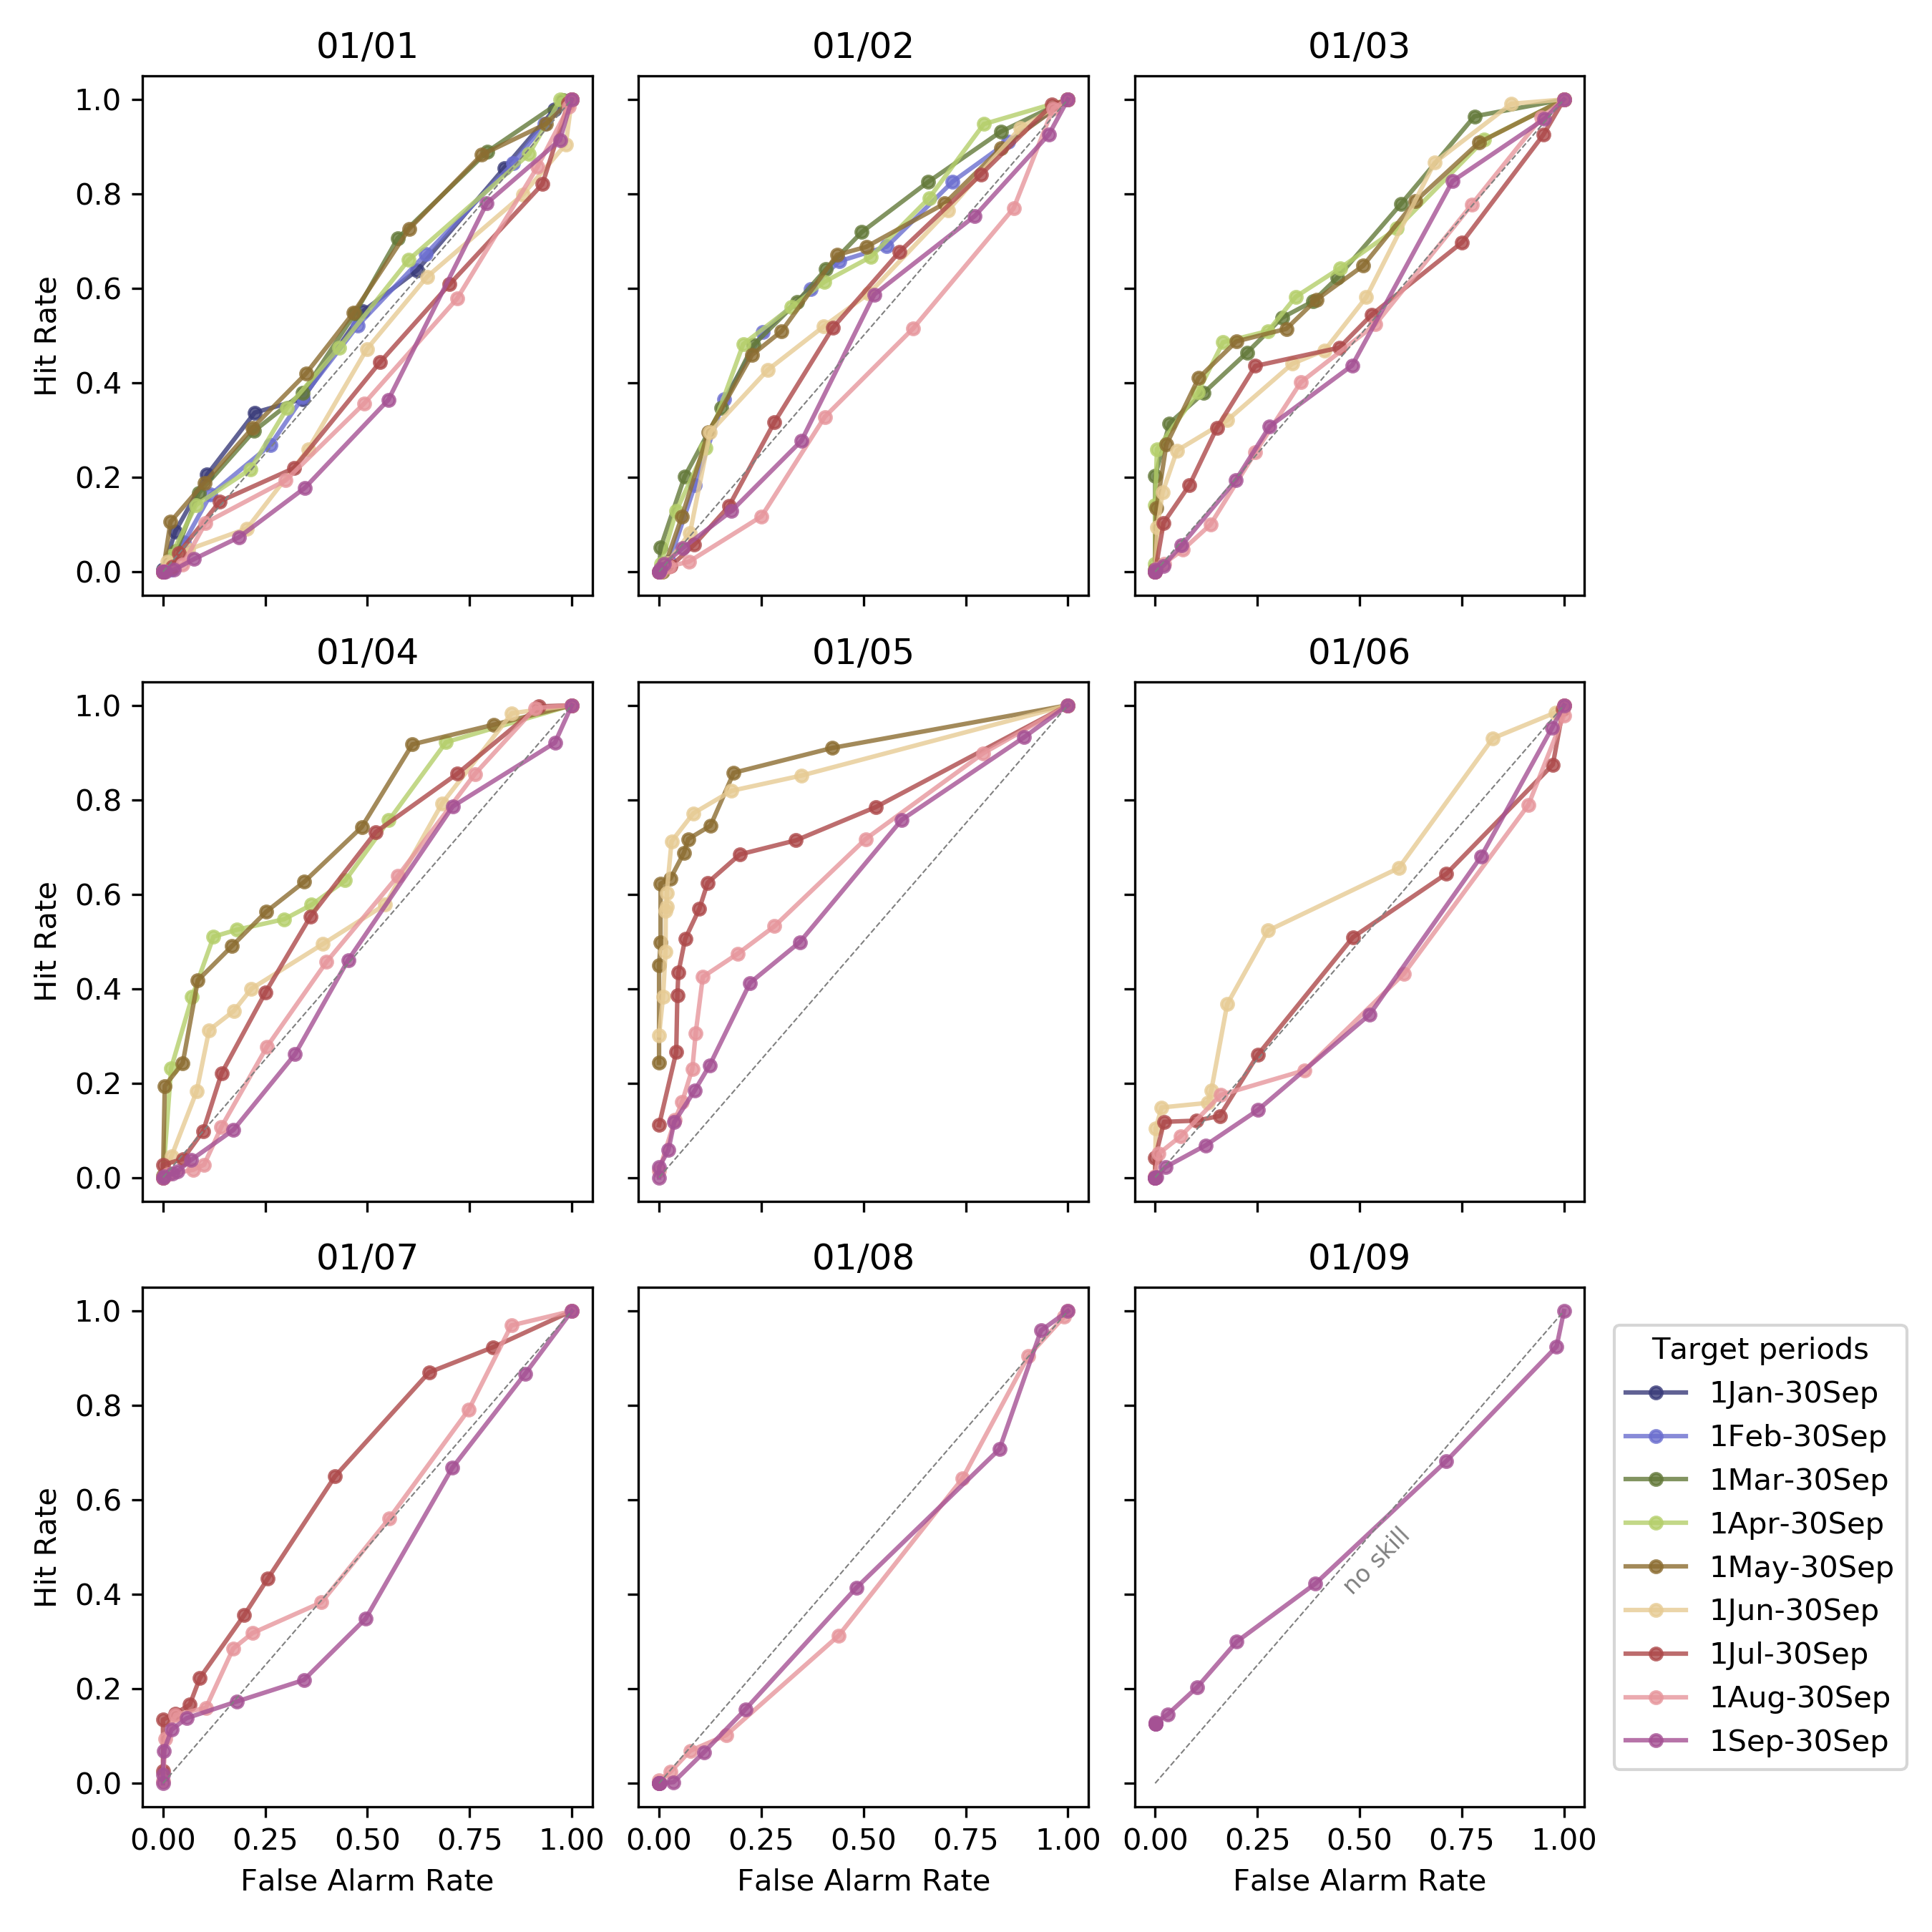 01/01
01/02
01/03
1.0
0.8
0.6
0.4
0.2
0.0
Hit Rate
01/04
01/05
01/06
1.0
0.8
0.6
0.4
0.2
0.0
Hit Rate
01/07
01/08
01/09
1.0
0.8
0.6
0.4
0.2
0.0
Hit Rate
no skill
0.00 0.25 0.50 0.75 1.00
0.00 0.25 0.50 0.75 1.00
0.00 0.25 0.50 0.75 1.00
False Alarm Rate
False Alarm Rate
False Alarm Rate
Target periods
1Jan-30Sep
1Feb-30Sep
1Mar-30Sep
1Apr-30Sep
1May-30Sep
1Jun-30Sep
1Jul-30Sep
1Aug-30Sep
1Sep-30Sep